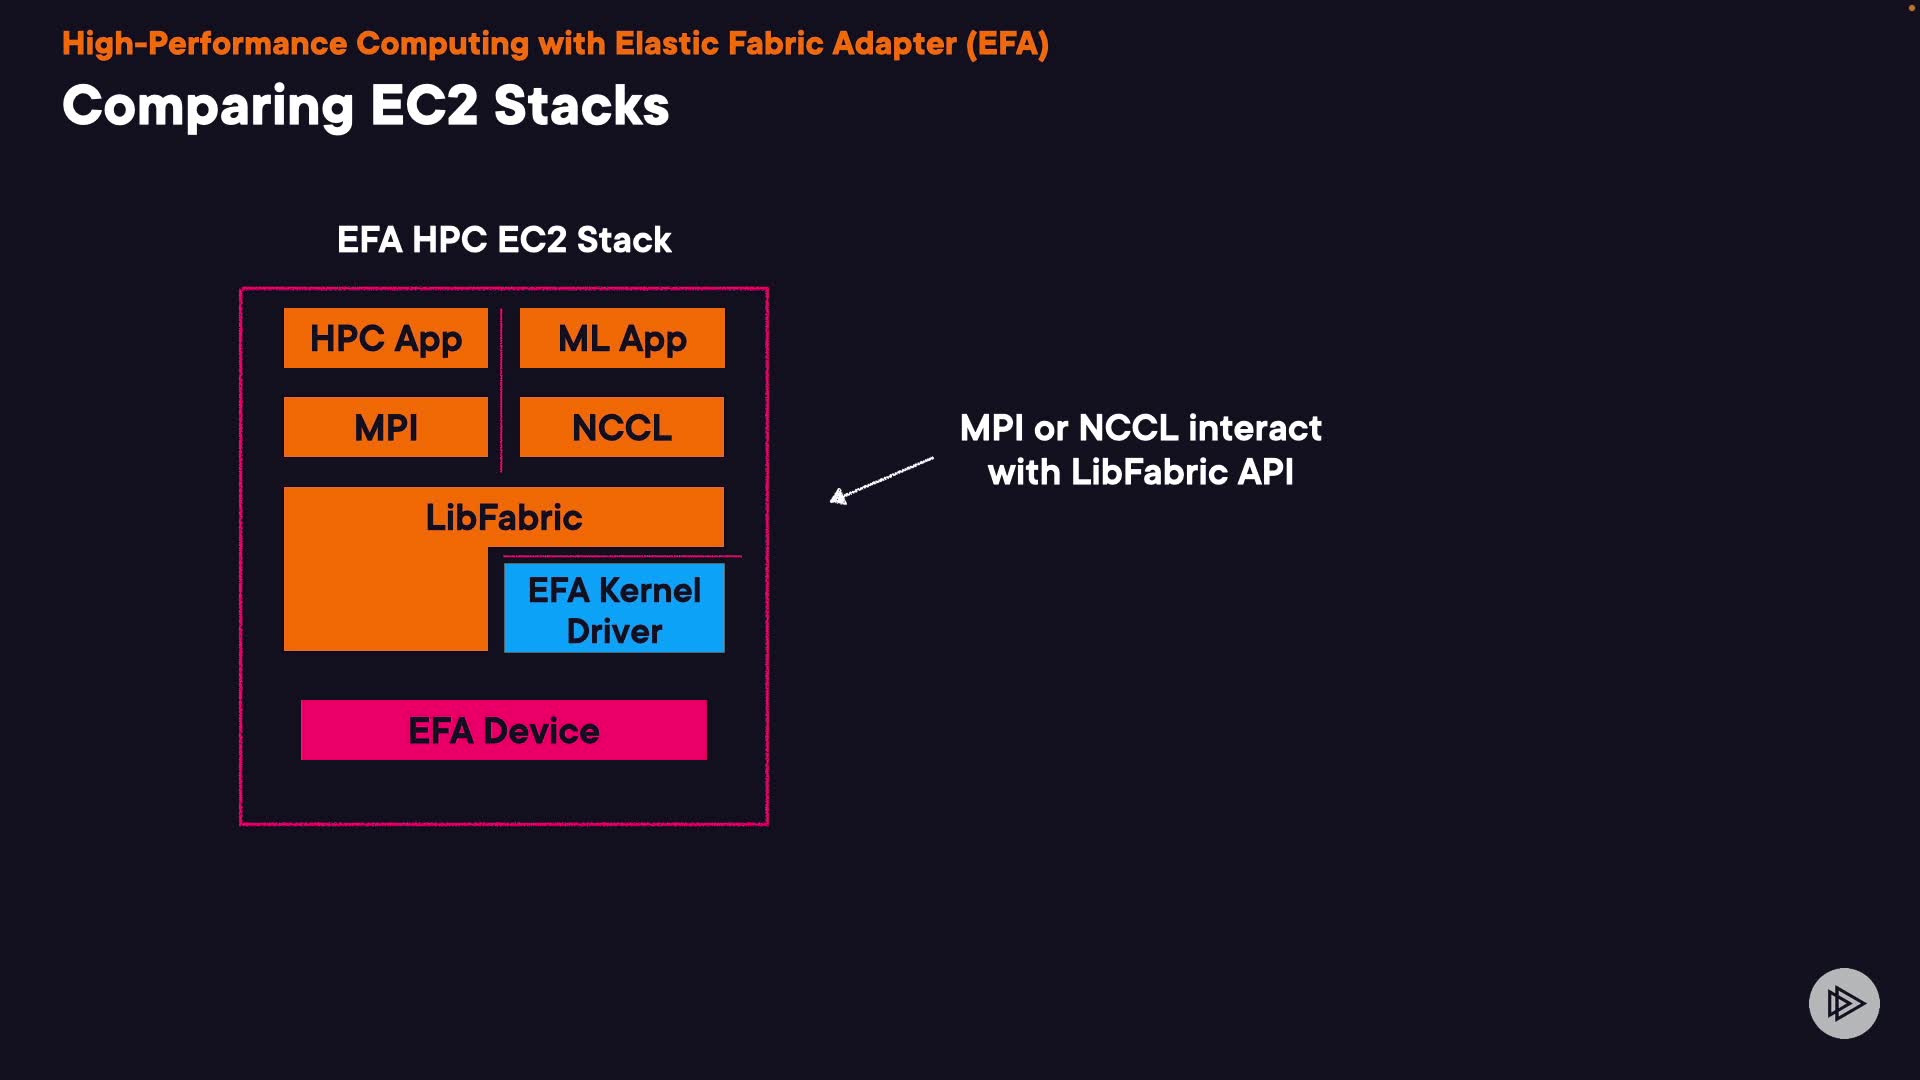 High-Performance Computing with Elastic Fabric Adapter (EFA)
Comparing EC2 Stacks
EFA HPC EC2 Stack
HPC App
ML App
MPI
NCCL
LibFabric
EFA Kernel
Driver
EFA Device
MPI or NCCL interact
with LibFabric API